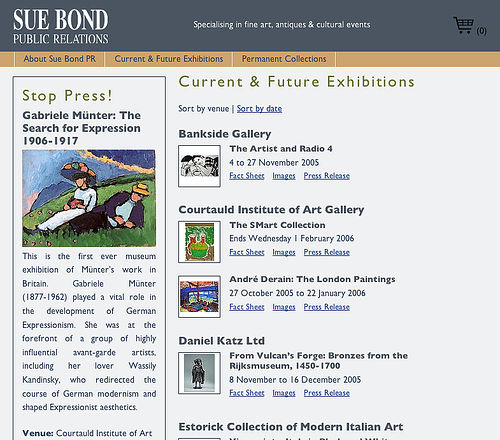 SUE BOND
PUBLIC RELATIONS
Specialising in fine art, antiques & cultural events
(0)
About Sue Bond PR
Current & Future Exhibitions
Permanent Collections
Stop Press!
Gabriele Münter: The
Search for Expression
1906-1917
This is the first ever museum
exhibition of Münter's work in
Britain. Gabriele Münter
(1877-1962) played a vital role in
the development of German
Expressionism. She was at the
forefront of a group of highly
influential avant-garde artists,
including her lover Wassily
Kandinsky, who redirected the
course of German modernism and
shaped Expressionist aesthetics.
Venue: Courtauld Institute of Art
Current & Future Exhibitions
Sort by venue | Sort by date
Bankside Gallery
The Artist and Radio 4
4 to 27 November 2005
Fact Sheet Images Press Release
Courtauld Institute of Art Gallery
The SMart Collection
Ends Wednesday 1 February 2006
Fact Sheet Images Press Release
André Derain: The London Paintings
27 October 2005 to 22 January 2006
Fact Sheet Images Press Release
Daniel Katz Ltd
From Vulcan's Forge: Bronzes from the
Rijksmuseum, 1450-1700
8 November to 16 December 2005
Fact Sheet Images Press Release
Estorick Collection of Modern Italian Art